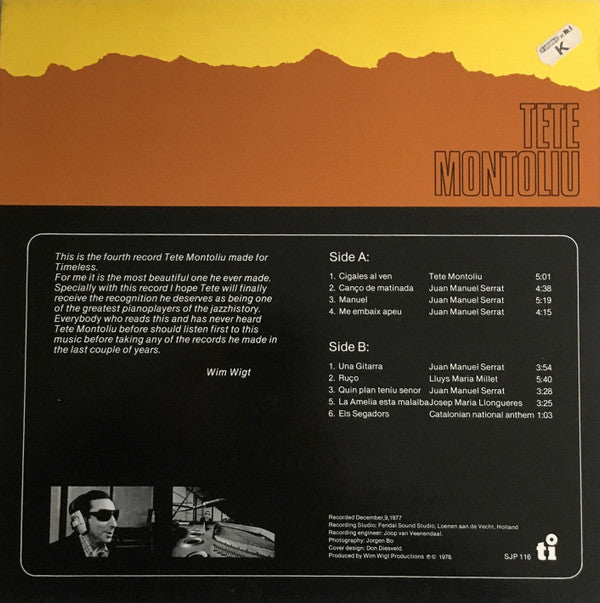 K
TETE
MONTOLIU
This is the fourth record Tete Montoliu made for
Timeless.
For me it is the most beautiful one he ever made.
Specially with this record I hope Tete will finally
receive the recognition he deserves as being one
of the greatest pianoplayers of the jazzhistory.
Everybody who reads this and has never heard
Tete Montoliu before should listen first to this
music before taking any of the records he made in
the last couple of years.
Wim Wigt
Side A:
1. Cigales al ven Tete Montoliu 5:01
2. Canço de matinada Juan Manuel Serrat 4:38
3. Manuel Juan Manuel Serrat 5:19
4. Me embaix apeu Juan Manuel Serrat 4:15
Side B:
1. Una Gitarra Juan Manuel Serrat 3:54
2. Ruço Lluys Maria Millet 5:40
3. Quin plan teniu senor Juan Manuel Serrat 3:28
5. La Amelia esta malalba Josep Maria Llongueres 3:25
6. Els Segadors Catalonian national anthem 1:03
Recorded December,9,1977
Recording Studio: Fendal Sound Studio, Loenen aan de Vecht, Holland
Recording engineer: Joop van Veenendaal.
Photography: Jorgen Bo
Cover design: Don Diesveld
Produced by Wim Wigt Productions ℗© 1978.
SJP 116 ti